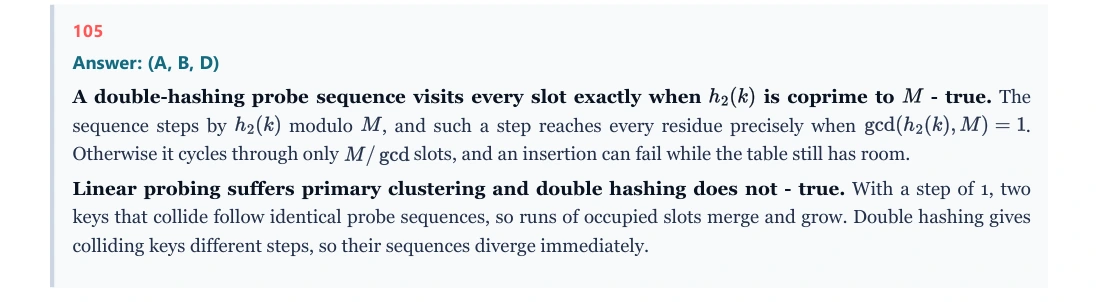 105
Answer: (A, B, D)
A double-hashing probe sequence visits every slot exactly when h₂(k) is coprime to M - true. The
sequence steps by h₂(k) modulo M, and such a step reaches every residue precisely when gcd(h₂(k), M) = 1.
Otherwise it cycles through only M/ gcd slots, and an insertion can fail while the table still has room.
Linear probing suffers primary clustering and double hashing does not - true. With a step of 1, two
keys that collide follow identical probe sequences, so runs of occupied slots merge and grow. Double hashing gives
colliding keys different steps, so their sequences diverge immediately.